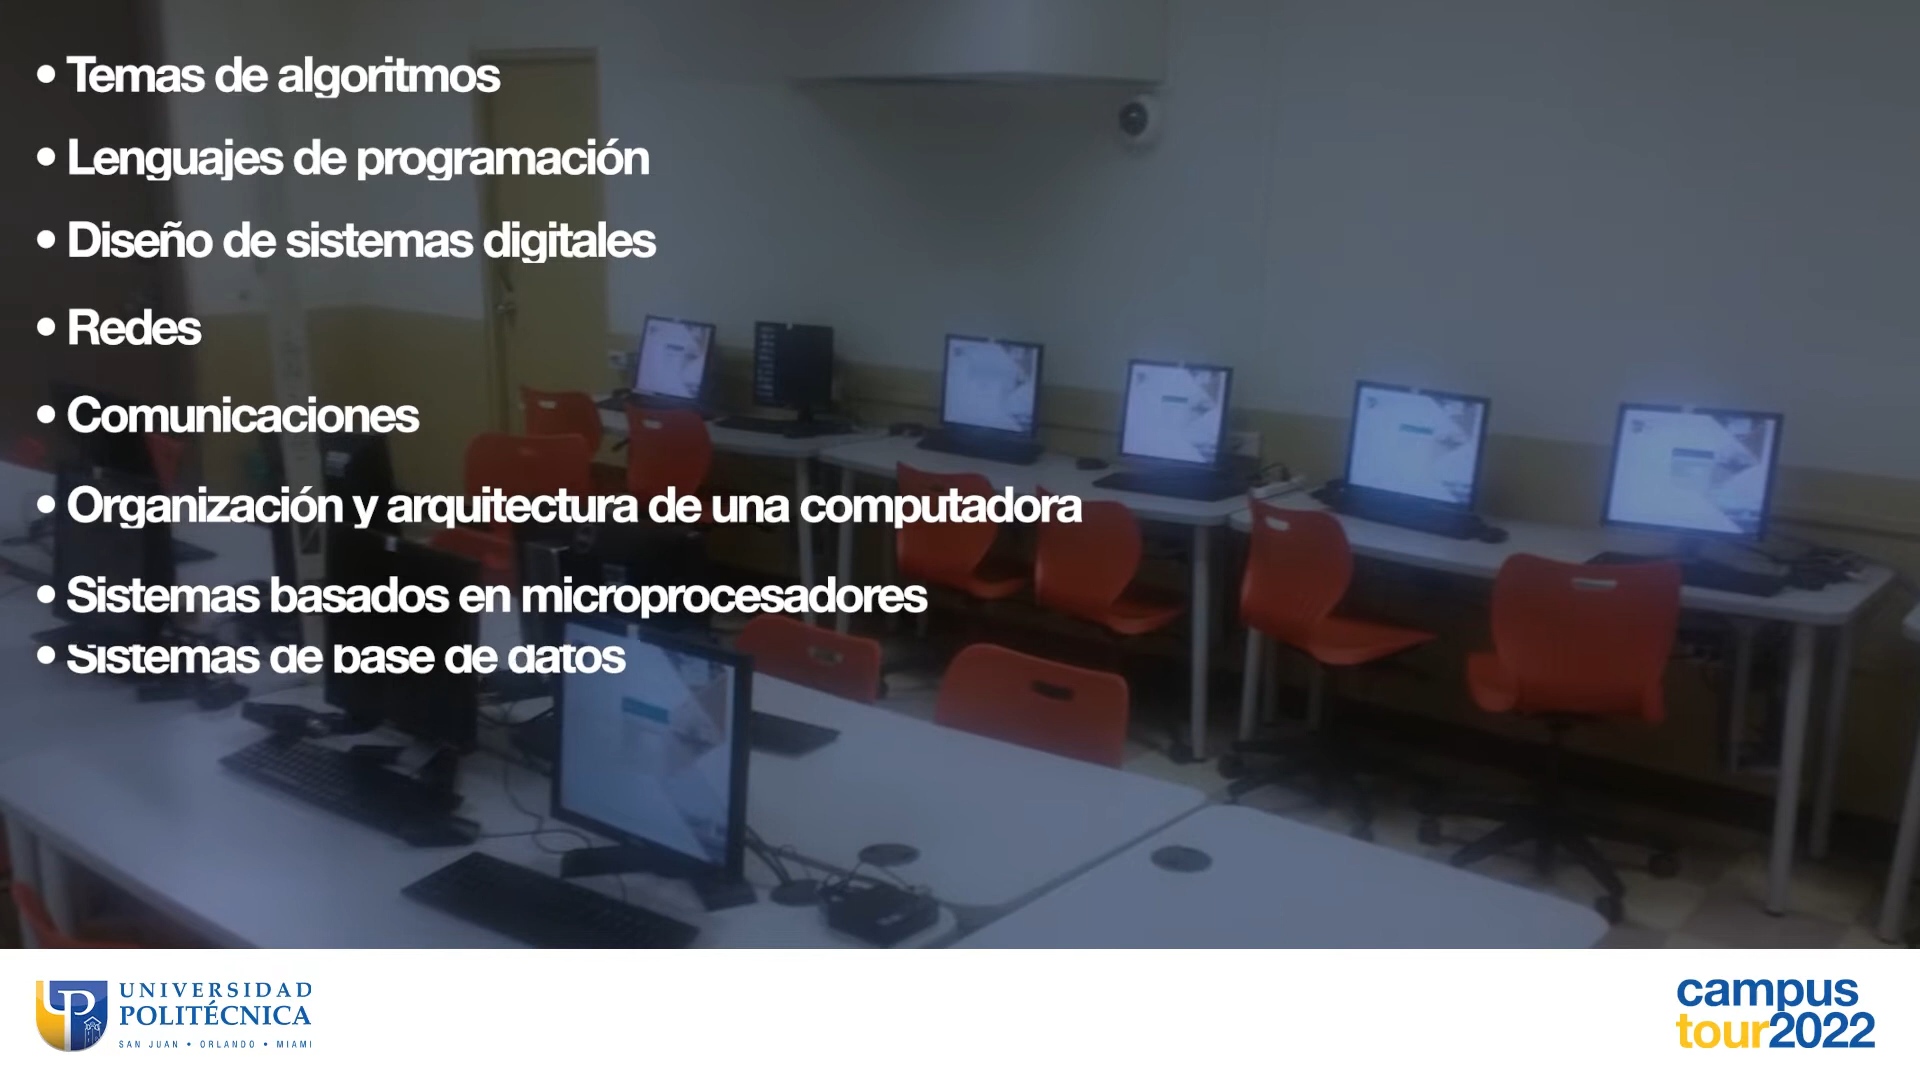 • Temas de algoritmos
• Lenguajes de programación
• Diseño de sistemas digitales
• Redes
• Comunicaciones
• Organización y arquitectura de una computadora
• Sistemas basados en microprocesadores
• Sistemas de base de datos
UNIVERSIDAD
POLITÉCNICA
SAN JUAN • ORLANDO • MIAMI
campus
tour2022